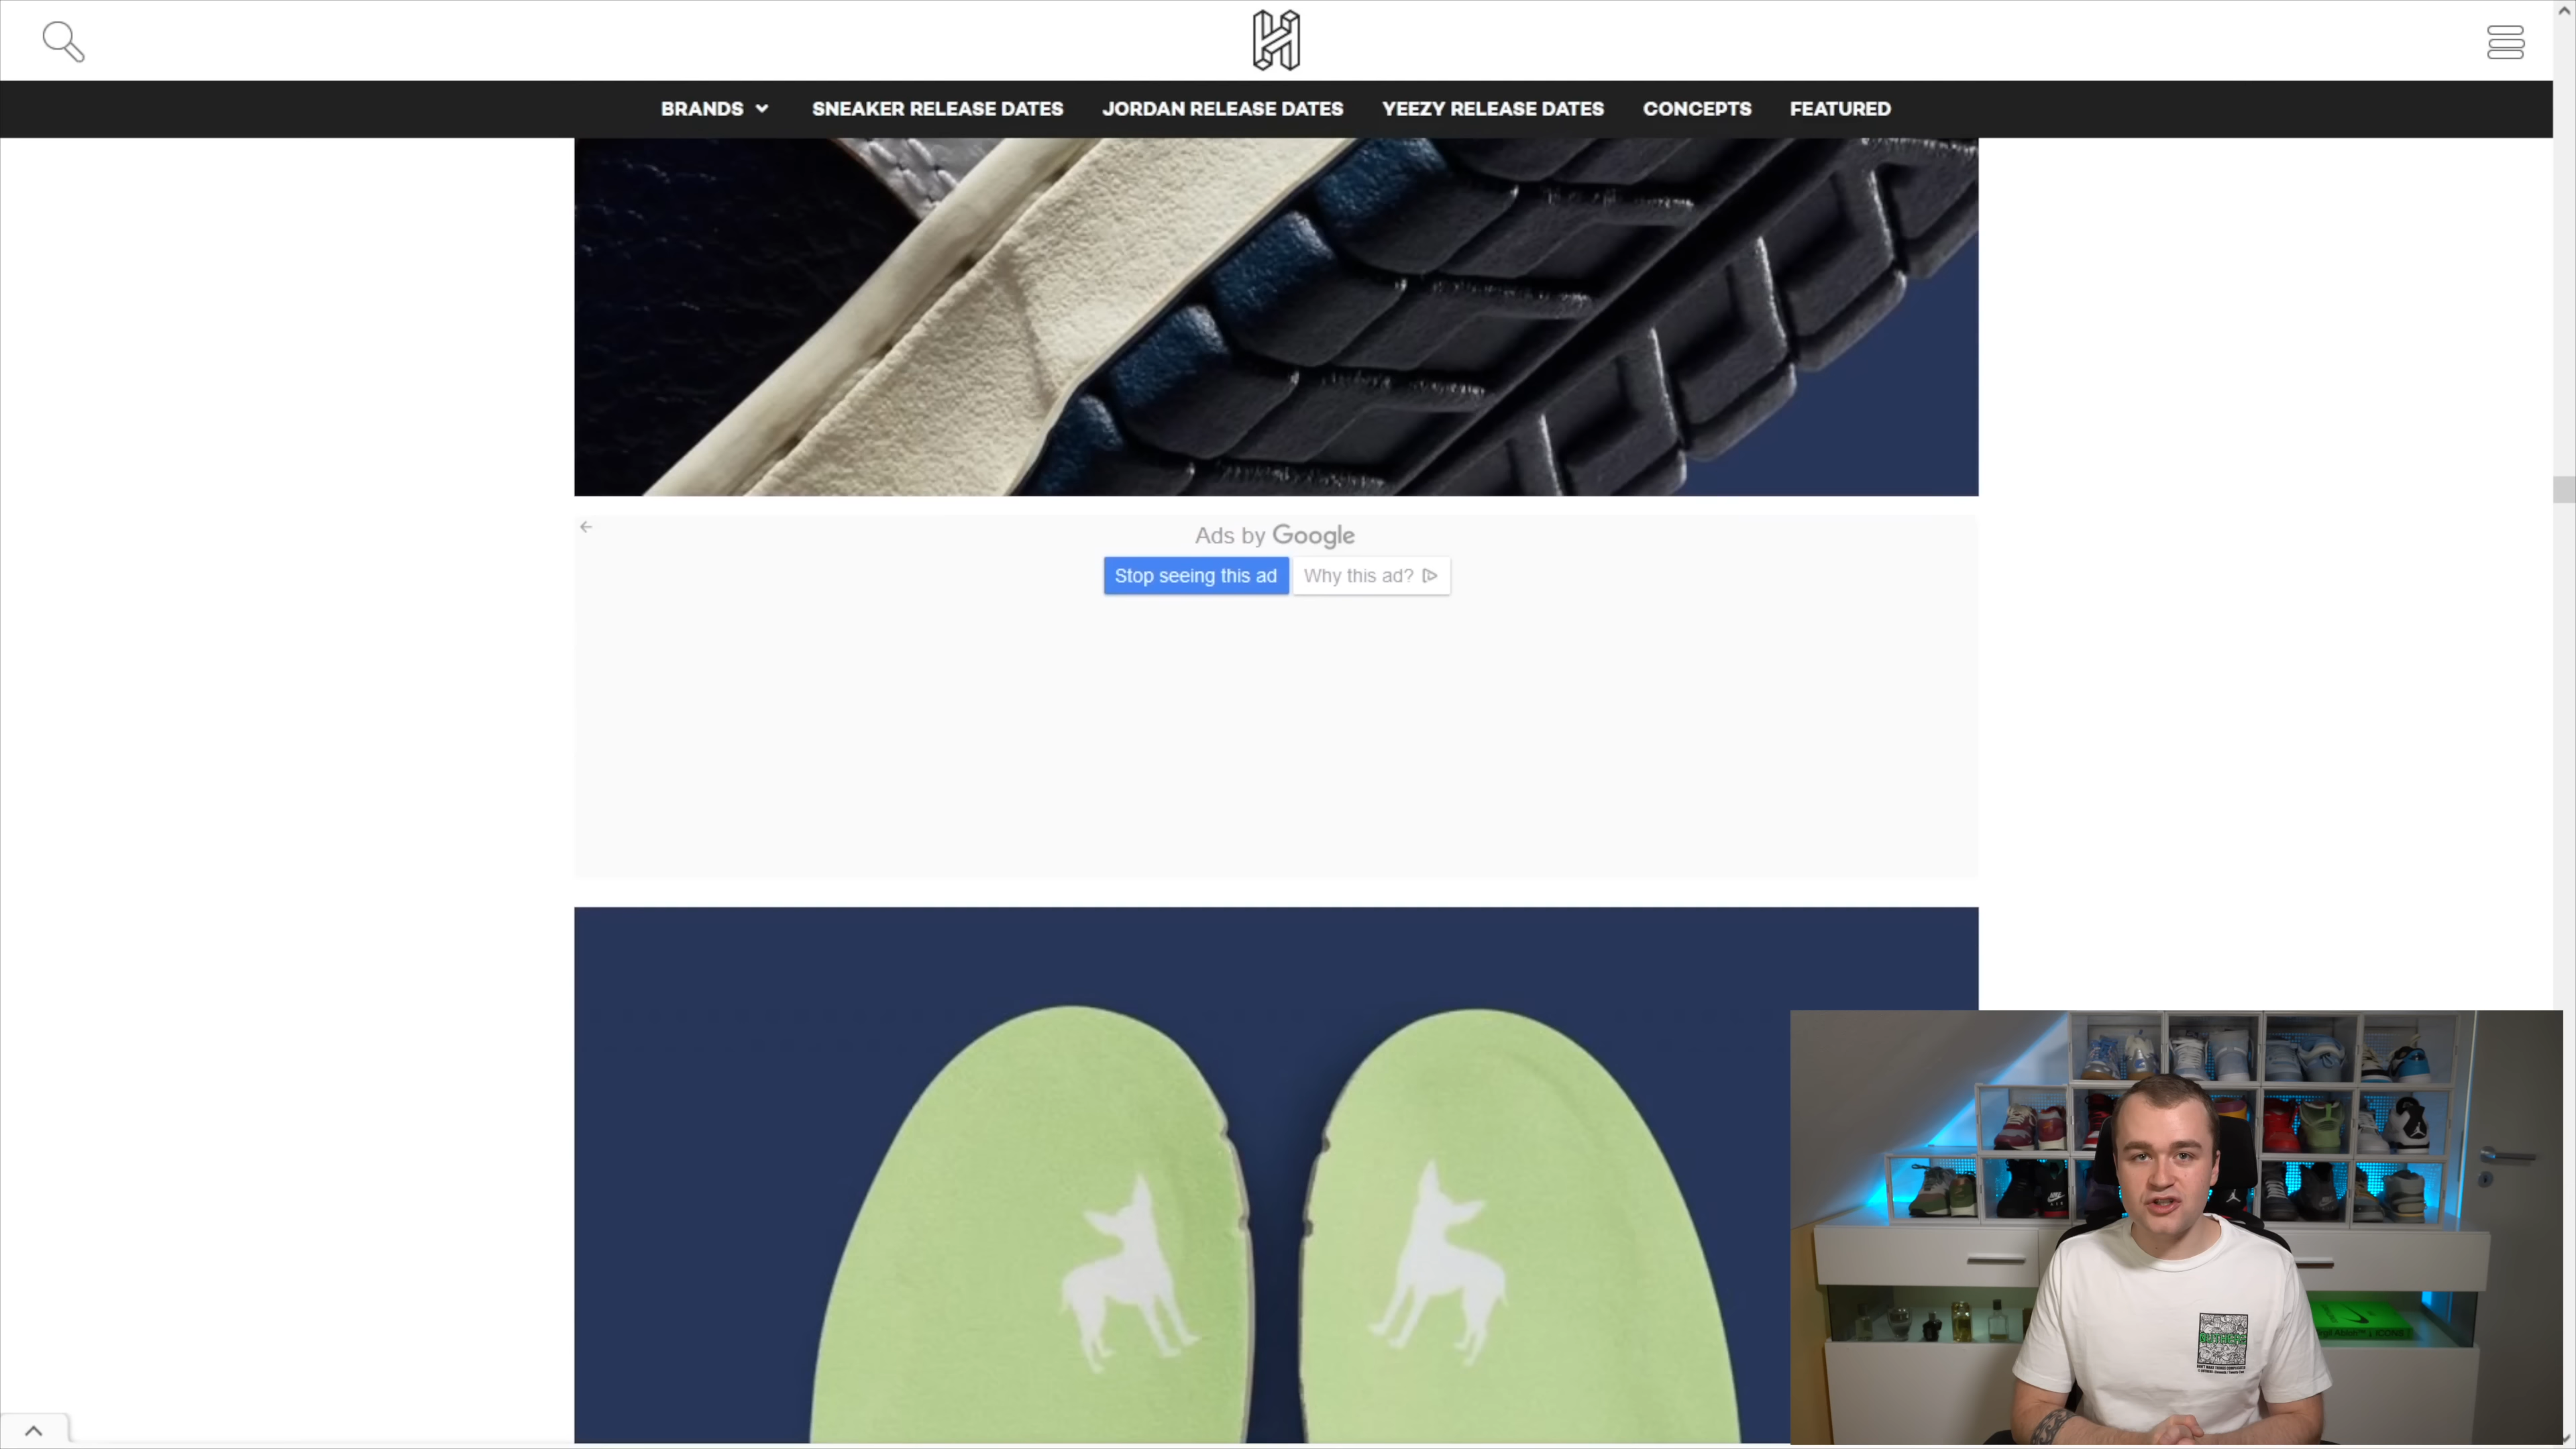 BRANDS SNEAKER RELEASE DATES JORDAN RELEASE DATES YEEZY RELEASE DATES CONCEPTS FEATURED
Ads by Google
Stop seeing this ad Why this ad?